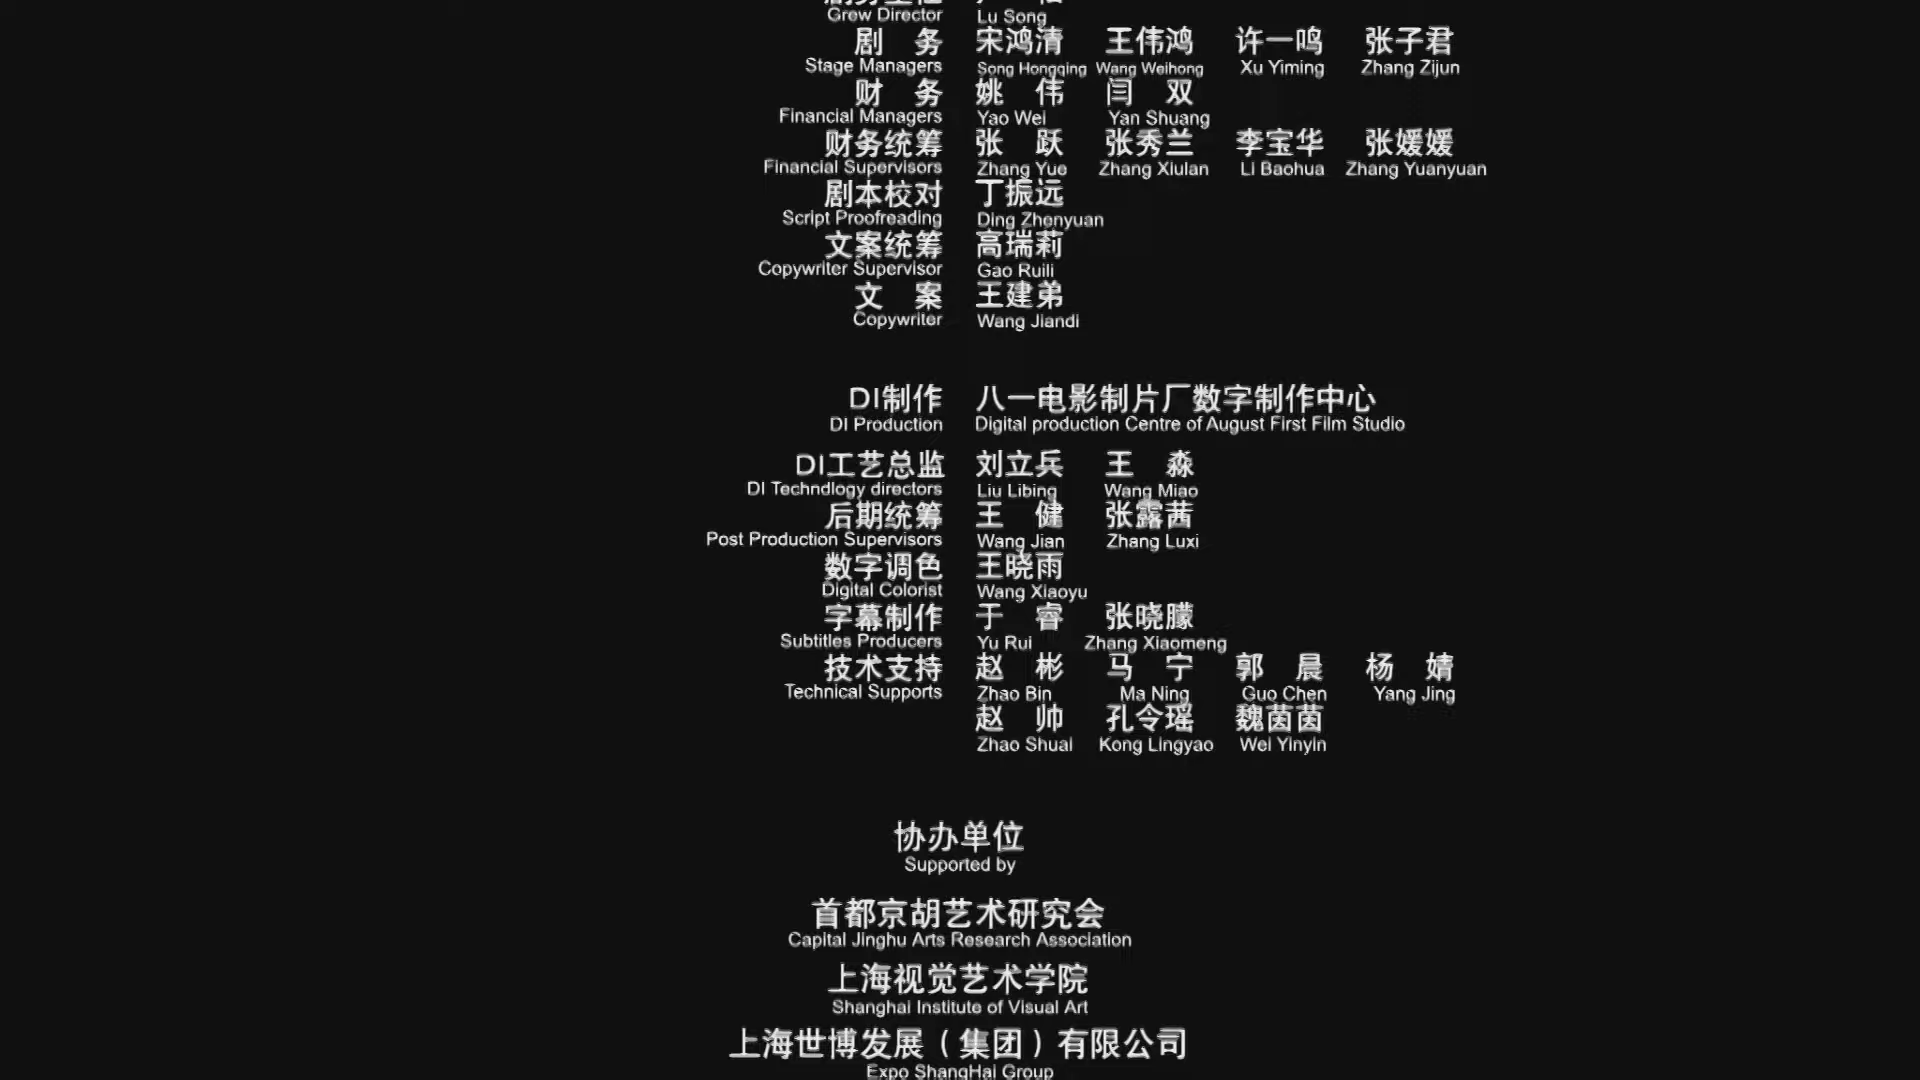 Grew Director Lu Song
剧 务 宋鸿清 王伟鸿 许一鸣 张子君
Stage Managers Song Hongqing Wang Weihong Xu Yiming Zhang Zijun
财 务 姚 伟 闫 双
Financial Managers Yao Wei Yan Shuang
财务统筹 张 跃 张秀兰 李宝华 张媛媛
Financial Supervisors Zhang Yue Zhang Xiulan Li Baohua Zhang Yuanyuan
剧本校对 丁振远
Script Proofreading Ding Zhenyuan
文案统筹 高瑞莉
Copywriter Supervisor Gao Ruili
文 案 王建弟
Copywriter Wang Jiandi
DI制作 八一电影制片厂数字制作中心
DI Production Digital production Centre of August First Film Studio
DI工艺总监 刘立兵 王 淼
DI Techndlogy directors Liu Libing Wang Miao
后期统筹 王 健 张露茜
Post Production Supervisors Wang Jian Zhang Luxi
数字调色 王晓雨
Digital Colorist Wang Xiaoyu
字幕制作 于 睿 张晓朦
Subtitles Producers Yu Rui Zhang Xiaomeng
技术支持 赵 彬 马 宁 郭 晨 杨 婧
Technical Supports Zhao Bin Ma Ning Guo Chen Yang Jing
赵 帅 孔令瑶 魏茵茵
Zhao Shuai Kong Lingyao Wei Yinyin
协办单位
Supported by
首都京胡艺术研究会
Capital Jinghu Arts Research Association
上海视觉艺术学院
Shanghai Institute of Visual Art
上海世博发展（集团）有限公司
Expo ShangHai Group